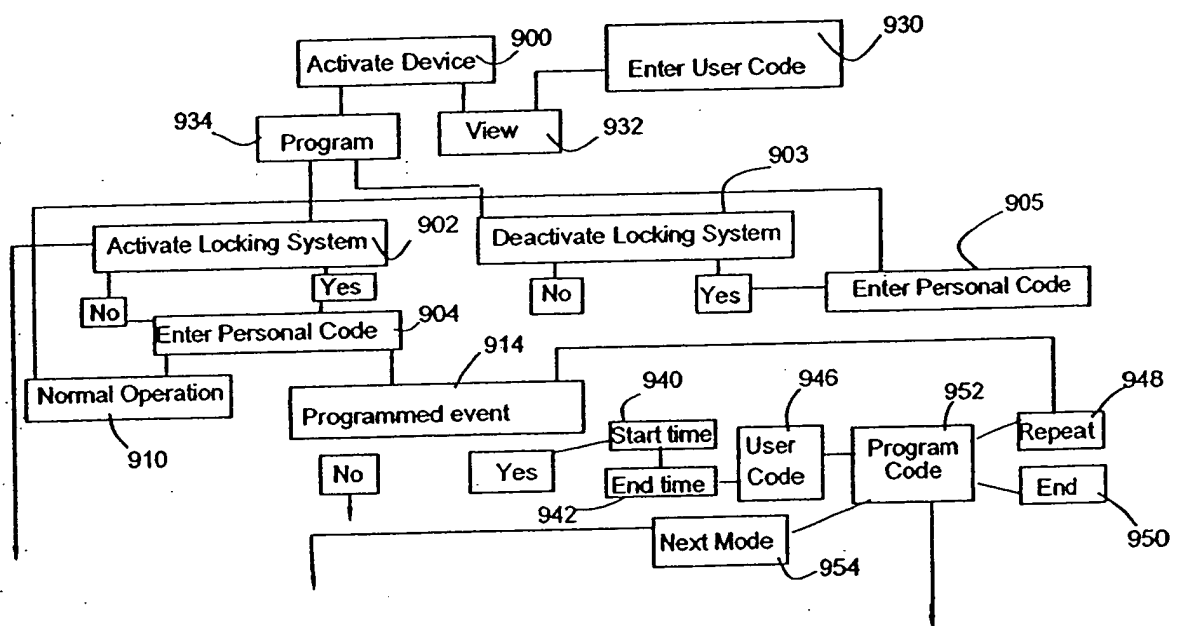 900
930
Activate Device
Enter User Code
934
Program
View
932
903
902
905
Activate Locking System
Deactivate Locking System
No
Yes
No
Yes
Enter Personal Code
Enter Personal Code
904
914
Normal Operation
910
Programmed event
940
946
952
948
Start time
User
Code
Program
Code
Repeat
No
Yes
End time
End
942
950
Next Mode
954